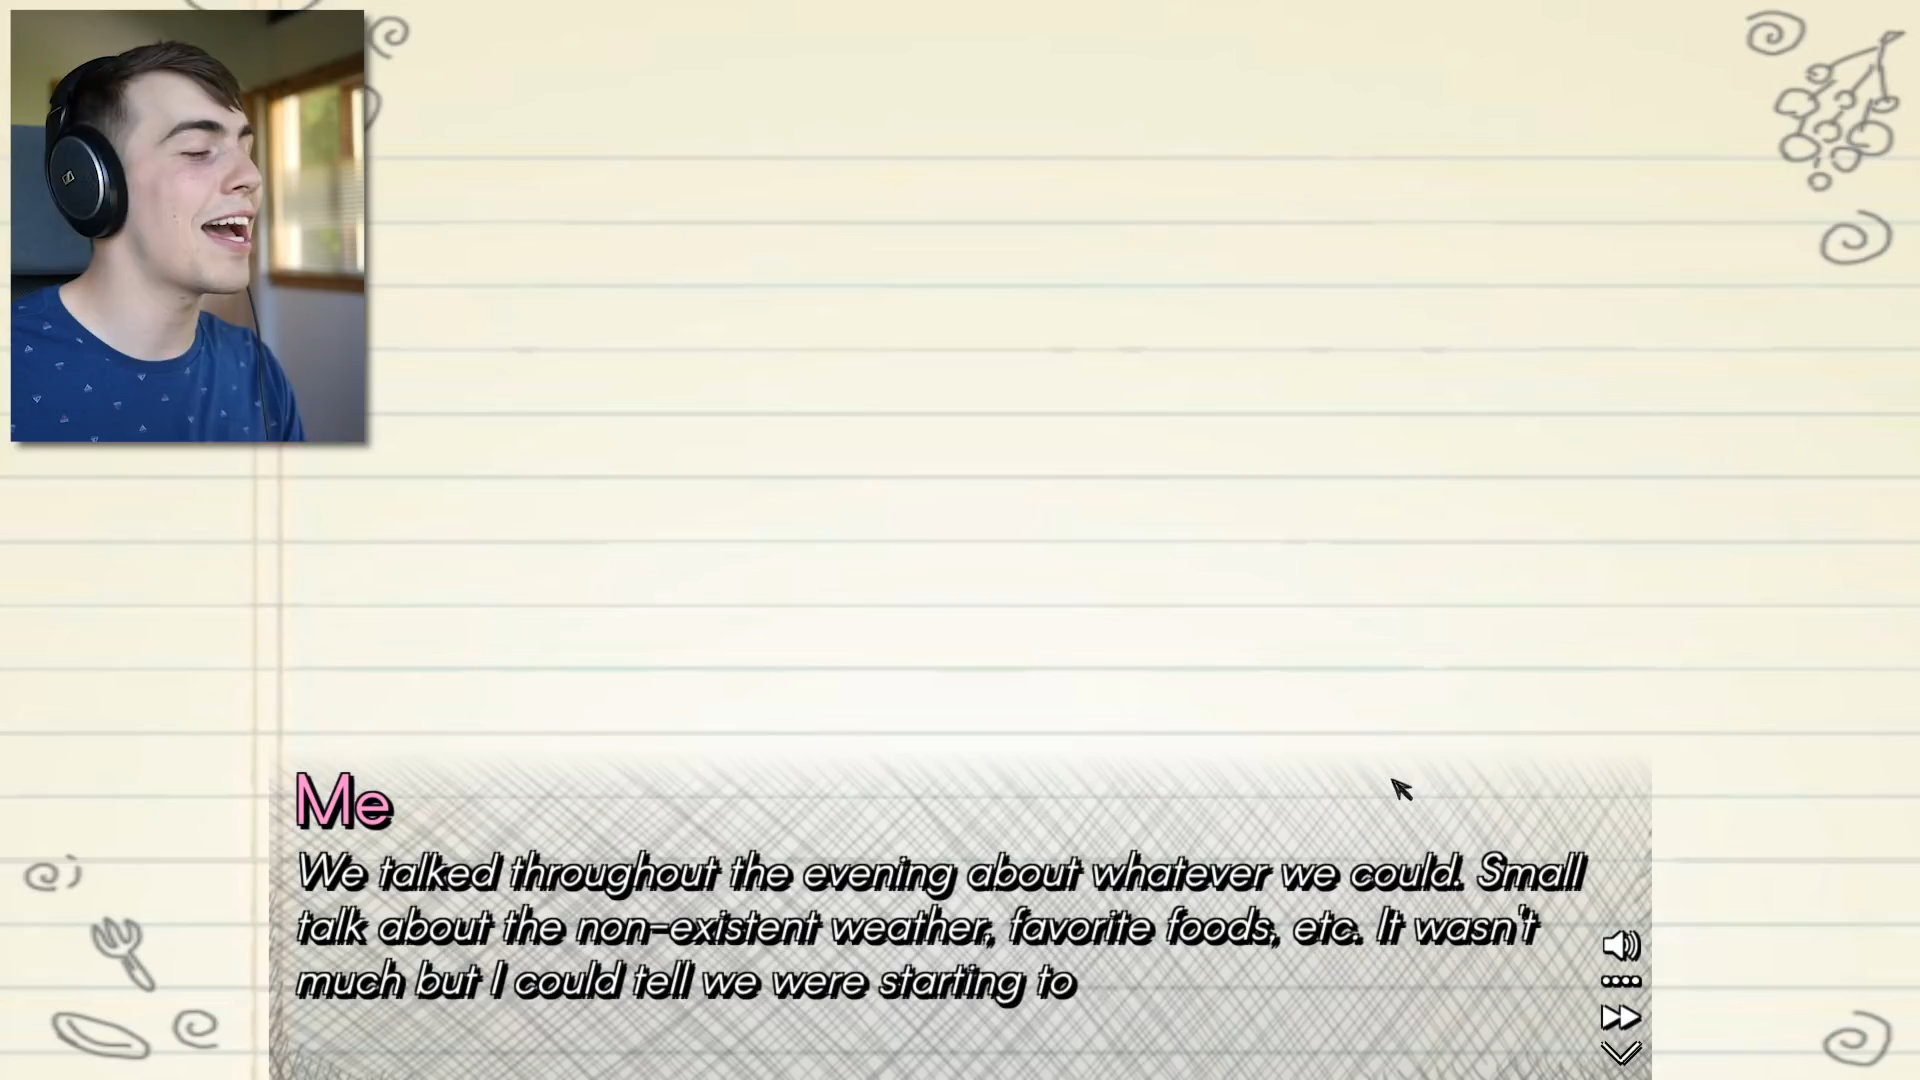 Me
We talked throughout the evening about whatever we could. Small
talk about the non-existent weather, favorite foods, etc. It wasn't
much but I could tell we were starting to